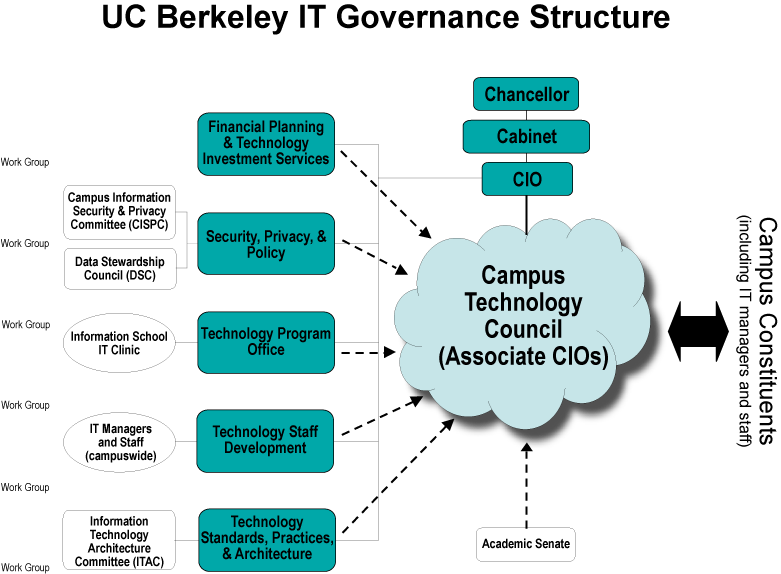 UC Berkeley IT Governance Structure
Chancellor
Cabinet
CIO
Financial Planning
& Technology
Investment Services
Work Group
Campus Information
Security & Privacy
Committee (CISPC)
Security, Privacy, &
Policy
Work Group
Data Stewardship
Council (DSC)
Campus
Technology
Council
(Associate CIOs)
Campus Constituents
(including IT managers and staff)
Work Group
Information School
IT Clinic
Technology Program
Office
Work Group
IT Managers
and Staff
(campuswide)
Technology Staff
Development
Work Group
Information
Technology
Architecture
Committee (ITAC)
Technology
Standards, Practices,
& Architecture
Academic Senate
Work Group